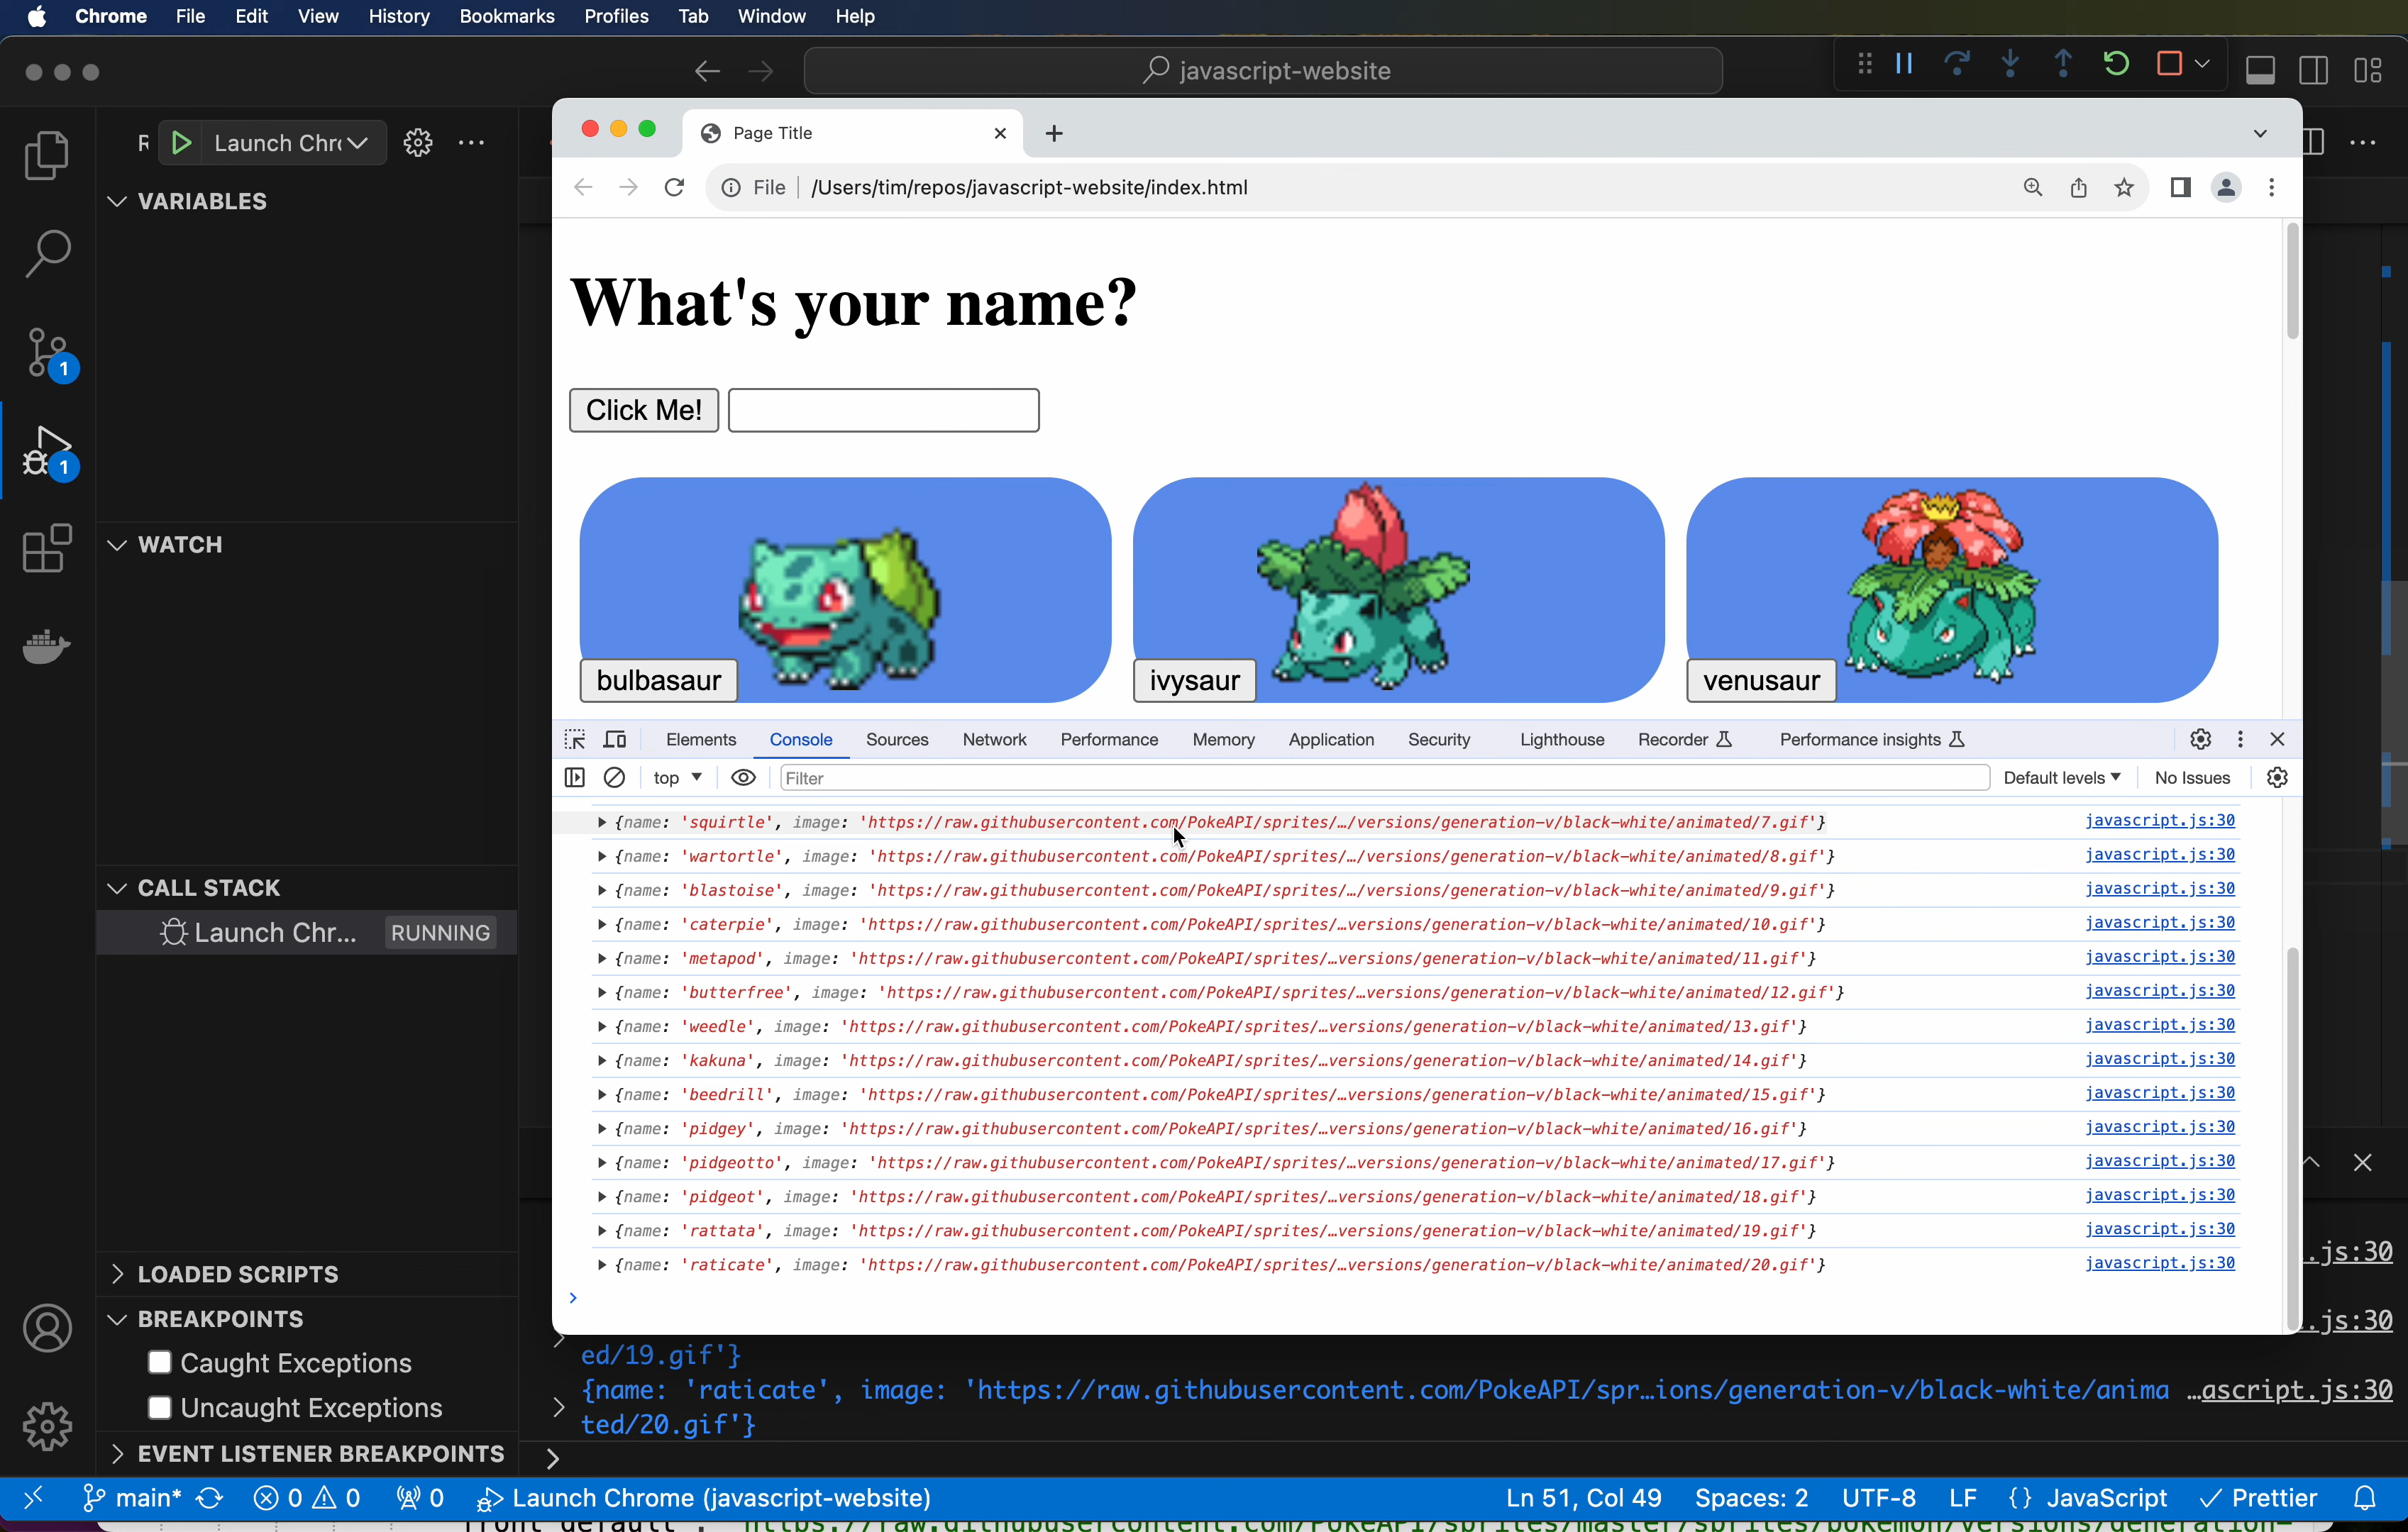 Chrome File Edit View History Bookmarks Profiles Tab Window Help
javascript-website
R Launch Chr
VARIABLES
WATCH
CALL STACK
Launch Chr... RUNNING
LOADED SCRIPTS
BREAKPOINTS
Caught Exceptions
Uncaught Exceptions
EVENT LISTENER BREAKPOINTS
1
1
Page Title
File /Users/tim/repos/javascript-website/index.html
What's your name?
Click Me!
bulbasaur ivysaur venusaur
Elements Console Sources Network Performance Memory Application Security Lighthouse Recorder Performance insights
top Filter Default levels No Issues
{name: 'squirtle', image: 'https://raw.githubusercontent.com/PokeAPI/sprites/…/versions/generation-v/black-white/animated/7.gif'} javascript.js:30
{name: 'wartortle', image: 'https://raw.githubusercontent.com/PokeAPI/sprites/…/versions/generation-v/black-white/animated/8.gif'} javascript.js:30
{name: 'blastoise', image: 'https://raw.githubusercontent.com/PokeAPI/sprites/…/versions/generation-v/black-white/animated/9.gif'} javascript.js:30
{name: 'caterpie', image: 'https://raw.githubusercontent.com/PokeAPI/sprites/…versions/generation-v/black-white/animated/10.gif'} javascript.js:30
{name: 'metapod', image: 'https://raw.githubusercontent.com/PokeAPI/sprites/…versions/generation-v/black-white/animated/11.gif'} javascript.js:30
{name: 'butterfree', image: 'https://raw.githubusercontent.com/PokeAPI/sprites/…versions/generation-v/black-white/animated/12.gif'} javascript.js:30
{name: 'weedle', image: 'https://raw.githubusercontent.com/PokeAPI/sprites/…versions/generation-v/black-white/animated/13.gif'} javascript.js:30
{name: 'kakuna', image: 'https://raw.githubusercontent.com/PokeAPI/sprites/…versions/generation-v/black-white/animated/14.gif'} javascript.js:30
{name: 'beedrill', image: 'https://raw.githubusercontent.com/PokeAPI/sprites/…versions/generation-v/black-white/animated/15.gif'} javascript.js:30
{name: 'pidgey', image: 'https://raw.githubusercontent.com/PokeAPI/sprites/…versions/generation-v/black-white/animated/16.gif'} javascript.js:30
{name: 'pidgeotto', image: 'https://raw.githubusercontent.com/PokeAPI/sprites/…versions/generation-v/black-white/animated/17.gif'} javascript.js:30
{name: 'pidgeot', image: 'https://raw.githubusercontent.com/PokeAPI/sprites/…versions/generation-v/black-white/animated/18.gif'} javascript.js:30
{name: 'rattata', image: 'https://raw.githubusercontent.com/PokeAPI/sprites/…versions/generation-v/black-white/animated/19.gif'} javascript.js:30
{name: 'raticate', image: 'https://raw.githubusercontent.com/PokeAPI/sprites/…versions/generation-v/black-white/animated/20.gif'} javascript.js:30
.js:30
.js:30
ed/19.gif'}
{name: 'raticate', image: 'https://raw.githubusercontent.com/PokeAPI/spr…ions/generation-v/black-white/anima …ascript.js:30
ted/20.gif'}
main* 0 0 0 Launch Chrome (javascript-website) Ln 51, Col 49 Spaces: 2 UTF-8 LF {} JavaScript Prettier